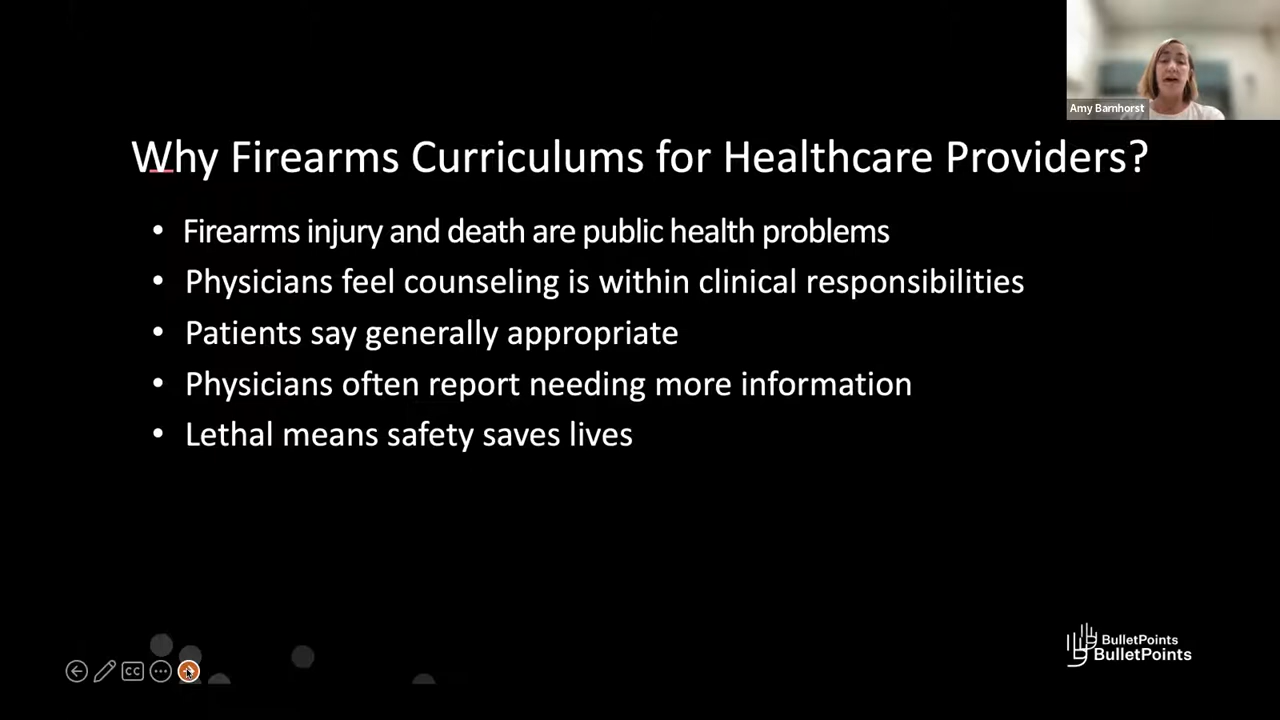 Amy Barnhorst
Why Firearms Curriculums for Healthcare Providers?
• Firearms injury and death are public health problems
• Physicians feel counseling is within clinical responsibilities
• Patients say generally appropriate
• Physicians often report needing more information
• Lethal means safety saves lives
BulletPoints
BulletPoints
CC